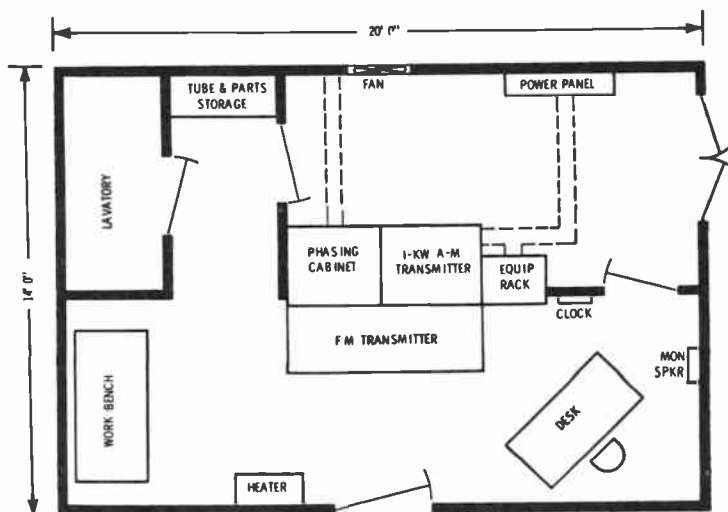 20' 0"
TUBE & PARTS
STORAGE
FAN
POWER PANEL
LAVATORY
14' 0"
PHASING
CABINET
1-KW A-M
TRANSMITTER
EQUIP
RACK
CLOCK
FM TRANSMITTER
MON
SPKR
WORK BENCH
DESK
HEATER